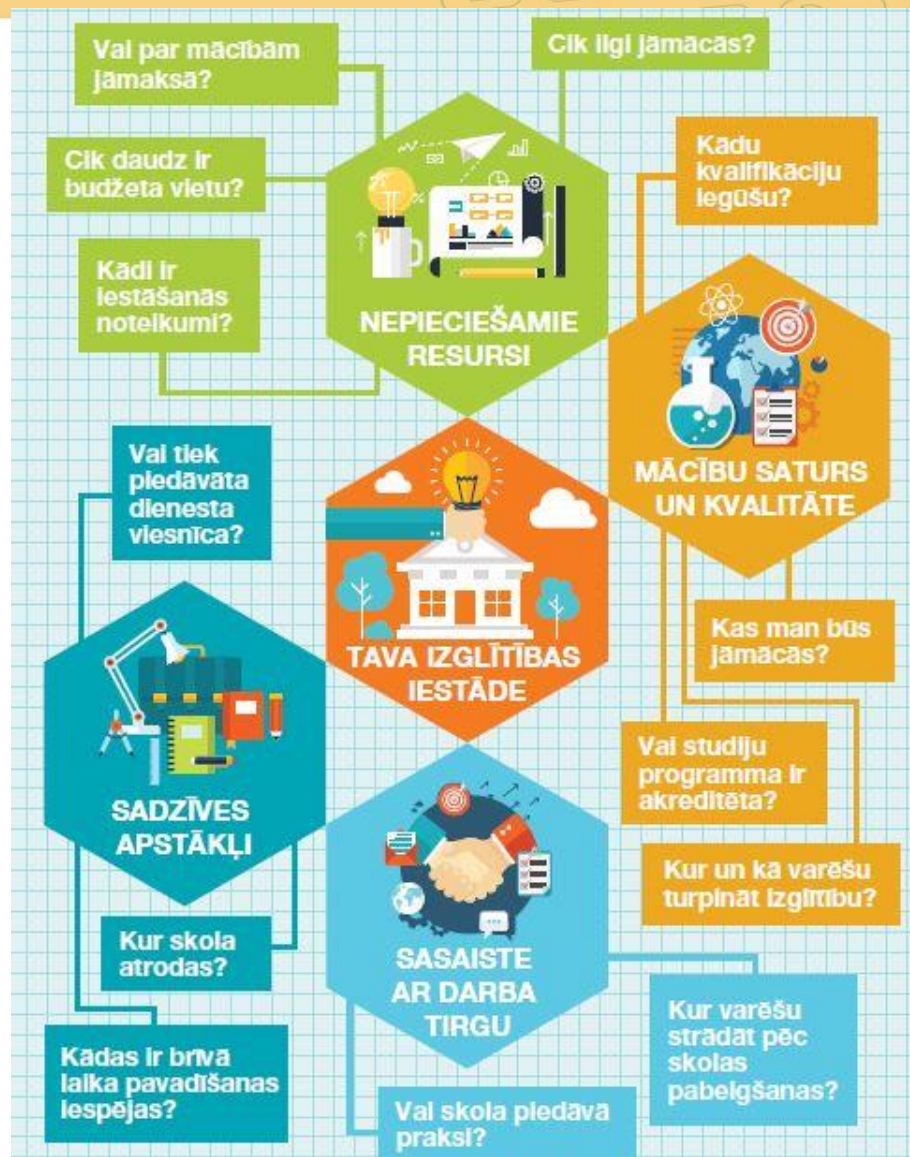 Vai par mācībām
jāmaksā?
Cik ilgi jāmācās?
Cik daudz ir
budžeta vietu?
Kādi ir
iestāšanās
noteikumi?
NEPIECIEŠAMIE
RESURSI
Kādu
kvalifikāciju
iegūšu?
MĀCĪBU SATURS
UN KVALITĀTE
Kas man būs
jāmācās?
Vai studiju
programma ir
akreditēta?
Kur un kā varēšu
turpināt izglītību?
Vai tiek
piedāvāta
dienesta
viesnīca?
TAVA IZGLĪTĪBAS
IESTĀDE
SADZĪVES
APSTĀKĻI
Kur skola
atrodas?
Kādas ir brīvā
laika pavadīšanas
iespējas?
SASAISTE
AR DARBA
TIRGU
Kur varēšu
strādāt pēc
skolas
pabeigšanas?
Vai skola piedāvā
praksi?